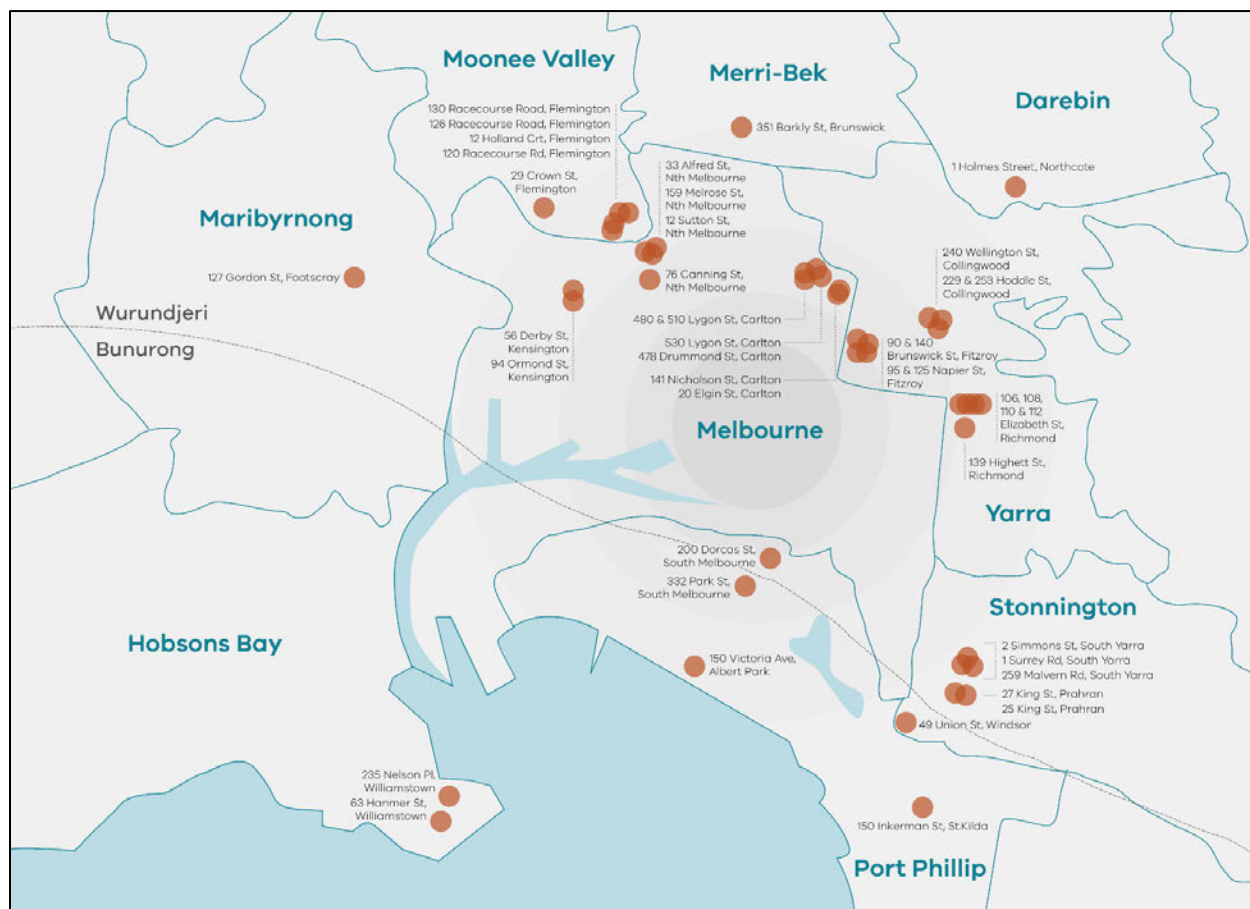 Moonee Valley
Merri-Bek
Darebin
130 Racecourse Road, Flemington
126 Racecourse Road, Flemington
12 Holland Crt, Flemington
120 Racecourse Rd, Flemington
351 Barkly St, Brunswick
29 Crown St,
Flemington
33 Alfred St,
Nth Melbourne
159 Melrose St,
Nth Melbourne
12 Sutton St,
Nth Melbourne
1 Holmes Street, Northcote
Maribyrnong
127 Gordon St, Footscray
76 Canning St,
Nth Melbourne
240 Wellington St,
Collingwood
229 & 253 Hoddle St,
Collingwood
Wurundjeri
Bunurong
56 Derby St,
Kensington
94 Ormond St,
Kensington
480 & 510 Lygon St, Carlton
530 Lygon St, Carlton
478 Drummond St, Carlton
141 Nicholson St, Carlton
20 Elgin St, Carlton
90 & 140
Brunswick St, Fitzroy
95 & 125 Napier St,
Fitzroy
106, 108,
110 & 112
Elizabeth St,
Richmond
139 Highett St,
Richmond
Melbourne
Yarra
200 Dorcas St,
South Melbourne
332 Park St,
South Melbourne
Stonnington
Hobsons Bay
150 Victoria Ave,
Albert Park
2 Simmons St, South Yarra
1 Surrey Rd, South Yarra
259 Malvern Rd, South Yarra
27 King St, Prahran
25 King St, Prahran
49 Union St, Windsor
235 Nelson Pl,
Williamstown
63 Hanmer St,
Williamstown
150 Inkerman St, St.Kilda
Port Phillip